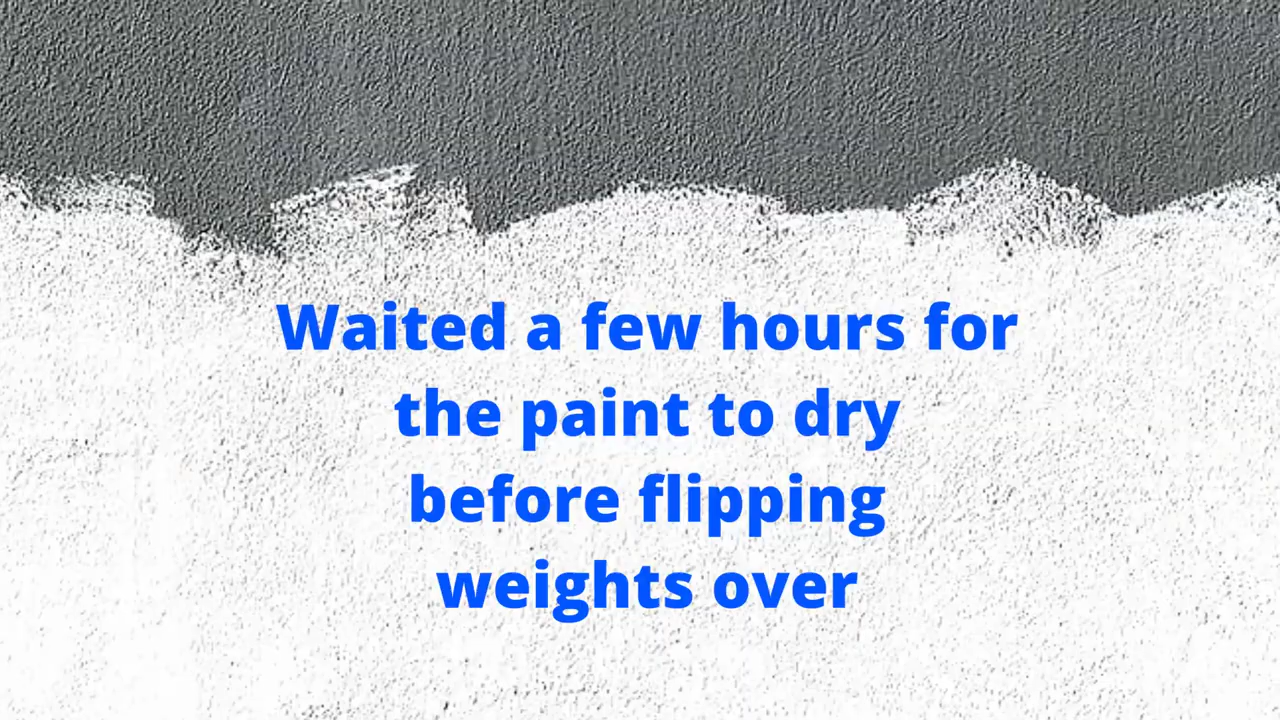 Waited a few hours for
the paint to dry
before flipping
weights over